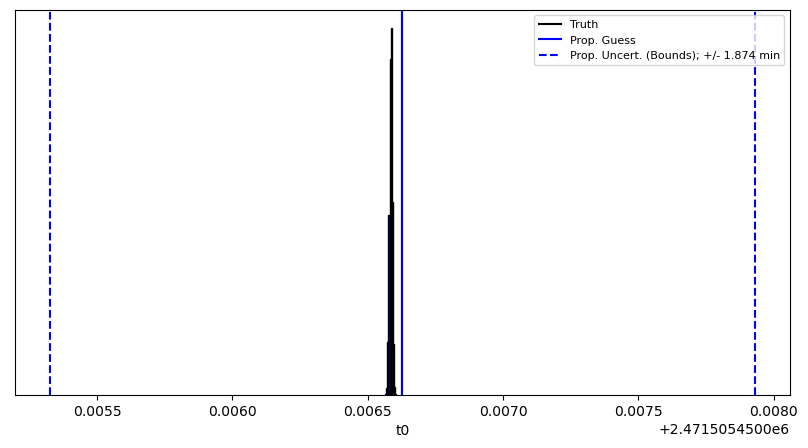 Truth
Prop. Guess
Prop. Uncert. (Bounds); +/- 1.874 min
0.0055 0.0060 0.0065 0.0070 0.0075 0.0080
t0
+2.4715054500e6